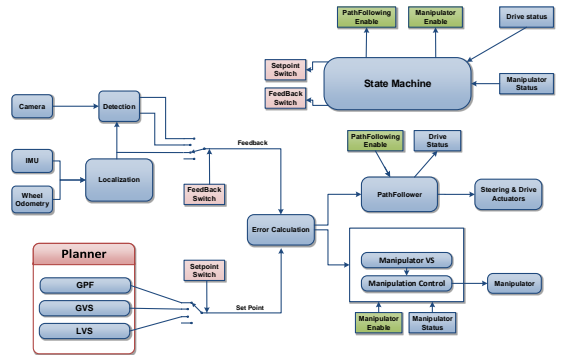 PathFollowing
Enable
Manipulator
Enable
Drive status
Setpoint
Switch
State Machine
FeedBack
Switch
Manipulator
Status
Camera
Detection
PathFollowing
Enable
Drive
Status
Feedback
IMU
Localization
Wheel
Odometry
FeedBack
Switch
PathFollower
Steering & Drive
Actuators
Error Calculation
Planner
Manipulator VS
Setpoint
Switch
GPF
Manipulation Control
Manipulator
GVS
Set Point
LVS
Manipulator
Enable
Manipulator
Status